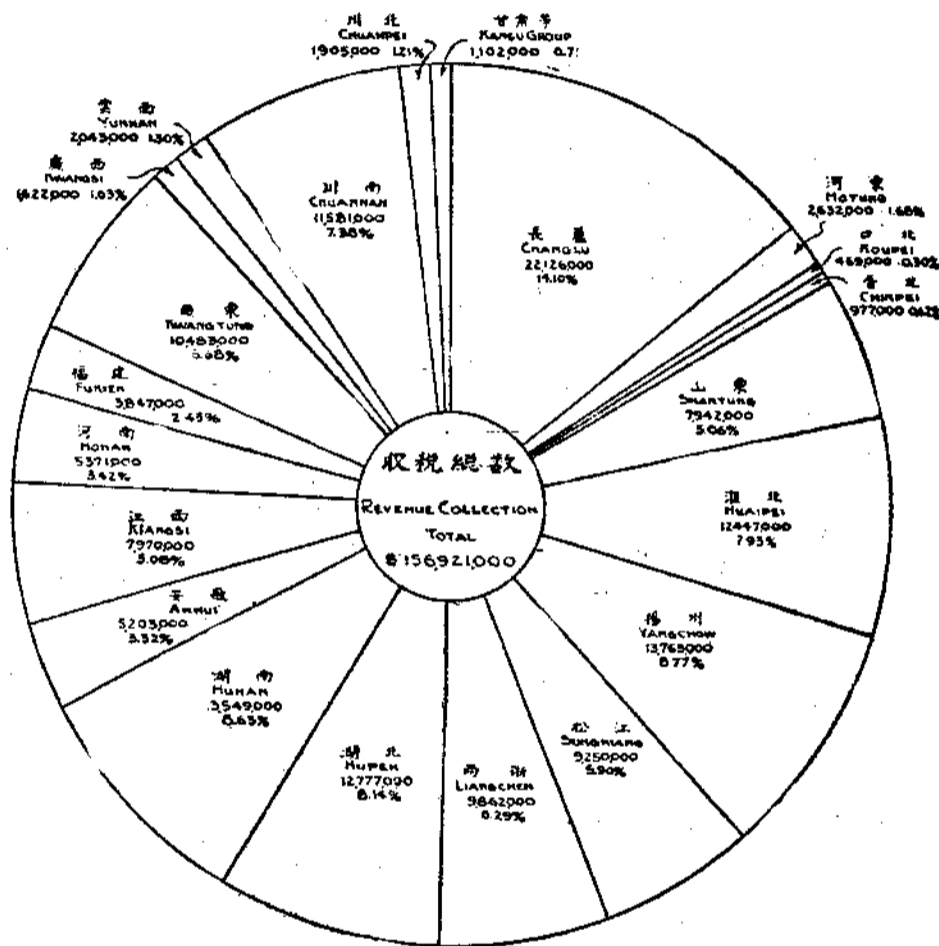 川北
CHUANPEI
1,905,000 1.21%
甘肅等
KANSU GROUP
1,102,000 0.7
雲南
YUNNAN
2,043,000 1.30%
廣西
KWANGSI
1,622,000 1.03%
川南
CHUANNAN
11,581,000
7.38%
長蘆
CHANGLU
22,126,000
14.10%
河東
HOTUNG
2,632,000 1.68%
口北
KOUPEI
469,000 0.30%
晉北
CHINPEI
977,000 0.62%
廣東
KWANGTUNG
10,483,000
6.68%
山東
SHANTUNG
7,942,000
5.06%
福建
FUKIEN
3,847,000
2.45%
河南
HONAN
5,371,000
3.42%
收稅總數
REVENUE COLLECTION
TOTAL
$156,921,000
淮北
HUAIPEI
12,447,000
7.93%
江西
KIANGSI
7,970,000
5.08%
安徽
ANHUI
5,203,000
3.32%
揚州
YANGCHOW
13,765,000
8.77%
湖南
HUNAN
3,549,000
8.63%
松江
SUNGKIANG
9,250,000
5.90%
湖北
HUPEH
12,777,000
8.14%
兩浙
LIANGCHEH
9,862,000
6.29%